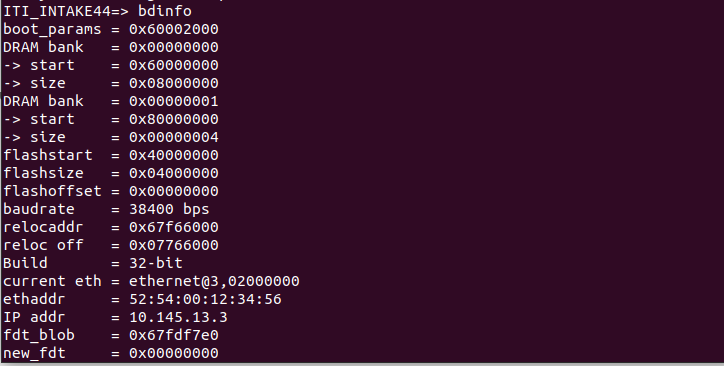 ITI_INTAKE44=> bdinfo
boot_params = 0x60002000
DRAM bank   = 0x00000000
-> start    = 0x60000000
-> size     = 0x08000000
DRAM bank   = 0x00000001
-> start    = 0x80000000
-> size     = 0x00000004
flashstart  = 0x40000000
flashsize   = 0x04000000
flashoffset = 0x00000000
baudrate    = 38400 bps
relocaddr   = 0x67f66000
reloc off   = 0x07766000
Build       = 32-bit
current eth = ethernet@3,02000000
ethaddr     = 52:54:00:12:34:56
IP addr     = 10.145.13.3
fdt_blob    = 0x67fdf7e0
new_fdt     = 0x00000000